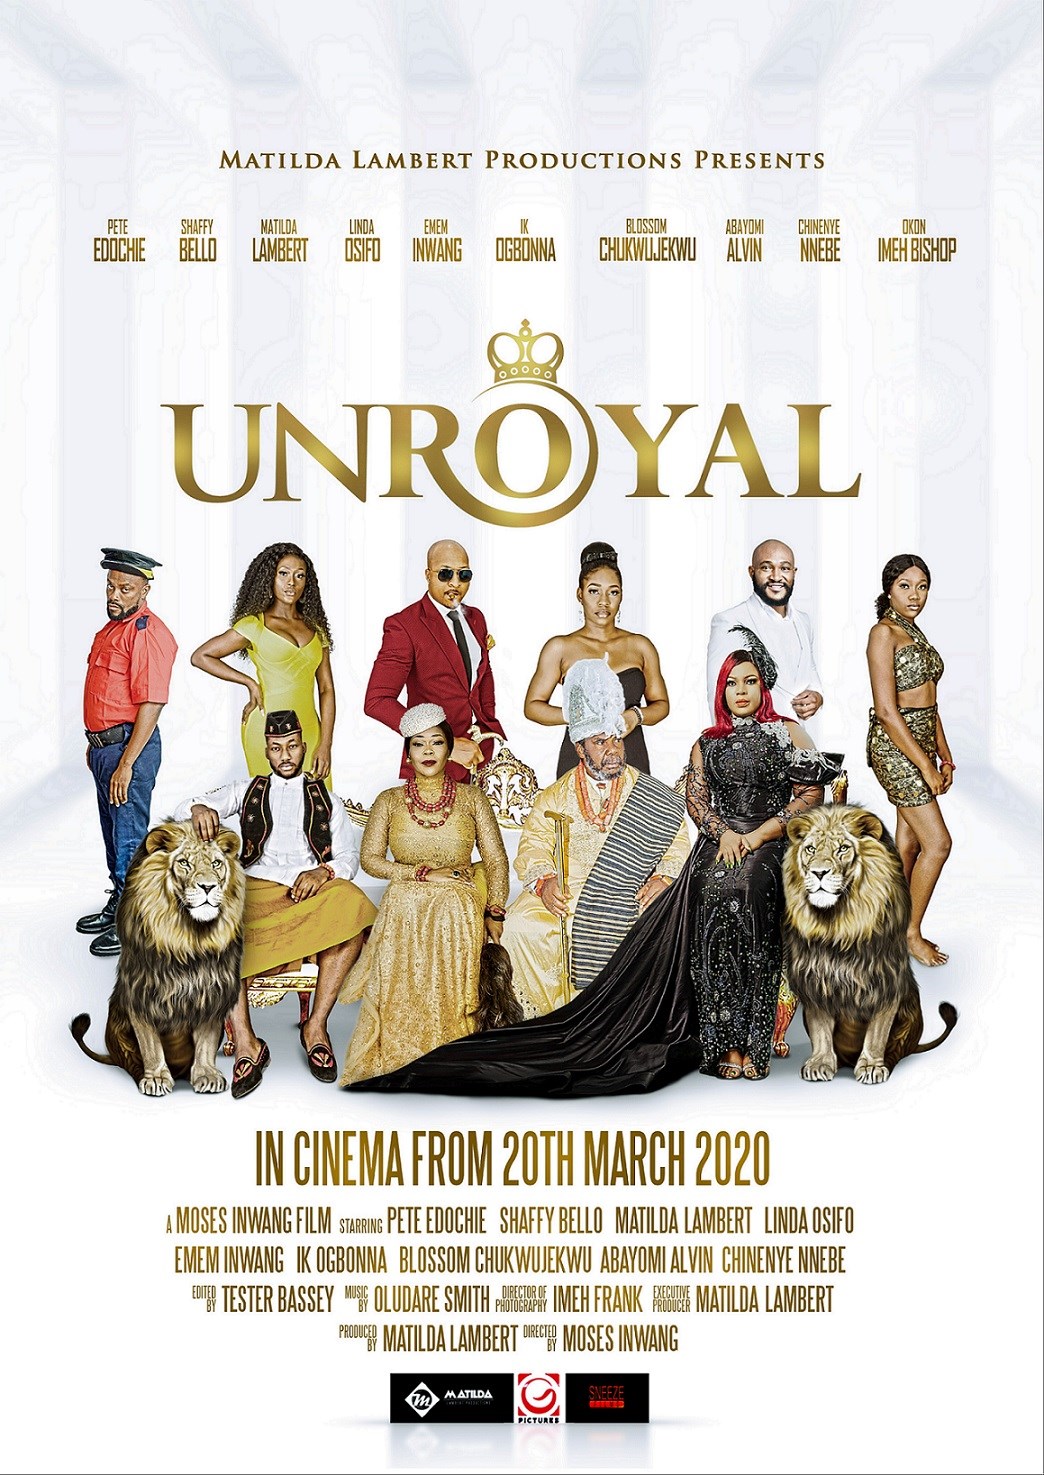 MATILDA LAMBERT PRODUCTIONS PRESENTS
PETE EDOCHIE
SHAFFY BELLO
MATILDA LAMBERT
LINDA OSIFO
EMEM INWANG
IK OGBONNA
BLOSSOM CHUKWUJEKWU
ABAYOMI ALVIN
CHINENYE NNEBE
OKON IMEH BISHOP
UNROYAL
IN CINEMA FROM 20TH MARCH 2020
A MOSES INWANG FILM STARRING PETE EDOCHIE SHAFFY BELLO MATILDA LAMBERT LINDA OSIFO
EMEM INWANG IK OGBONNA BLOSSOM CHUKWUJEKWU ABAYOMI ALVIN CHINENYE NNEBE
EDITED BY TESTER BASSEY MUSIC BY OLUDARE SMITH DIRECTOR OF PHOTOGRAPHY IMEH FRANK EXECUTIVE PRODUCER MATILDA LAMBERT
PRODUCED BY MATILDA LAMBERT DIRECTED BY MOSES INWANG
M MATILDA
LAMBERT PRODUCTIONS
PICTURES
SNEEZE
FILMS